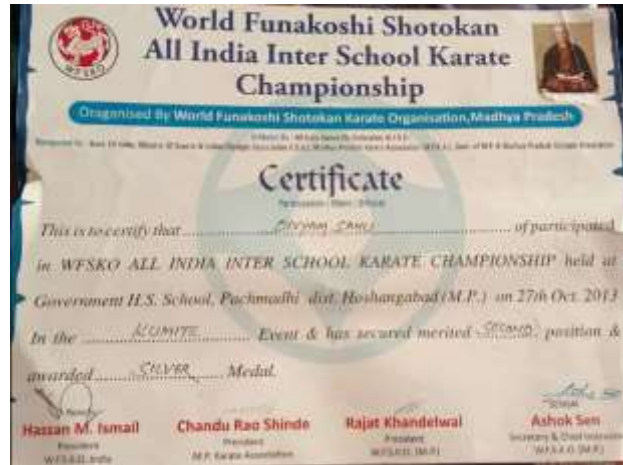 World Funakoshi Shotokan
All India Inter School Karate
Championship
W F S K O
Oraganised By World Funakoshi Shotokan Karate Organisation, Madhya Pradesh
Certificate
This is to certify that Divyam Sahu of participated
in WFSKO ALL INDIA INTER SCHOOL KARATE CHAMPIONSHIP held at
Government H.S. School, Pachmadhi dist. Hoshangabad (M.P.) on 27th Oct. 2013
In the KUMITE Event & has secured merited SECOND position &
awarded SILVER Medal.
Hassan M. Ismail
President
W.F.S.K.O. India
Chandu Rao Shinde
President
M.P. Karate Association
Rajat Khandelwal
President
W.F.S.K.O. (M.P.)
Ashok Sen
Secretary & Chief Instructor
W.F.S.K.O. (M.P.)